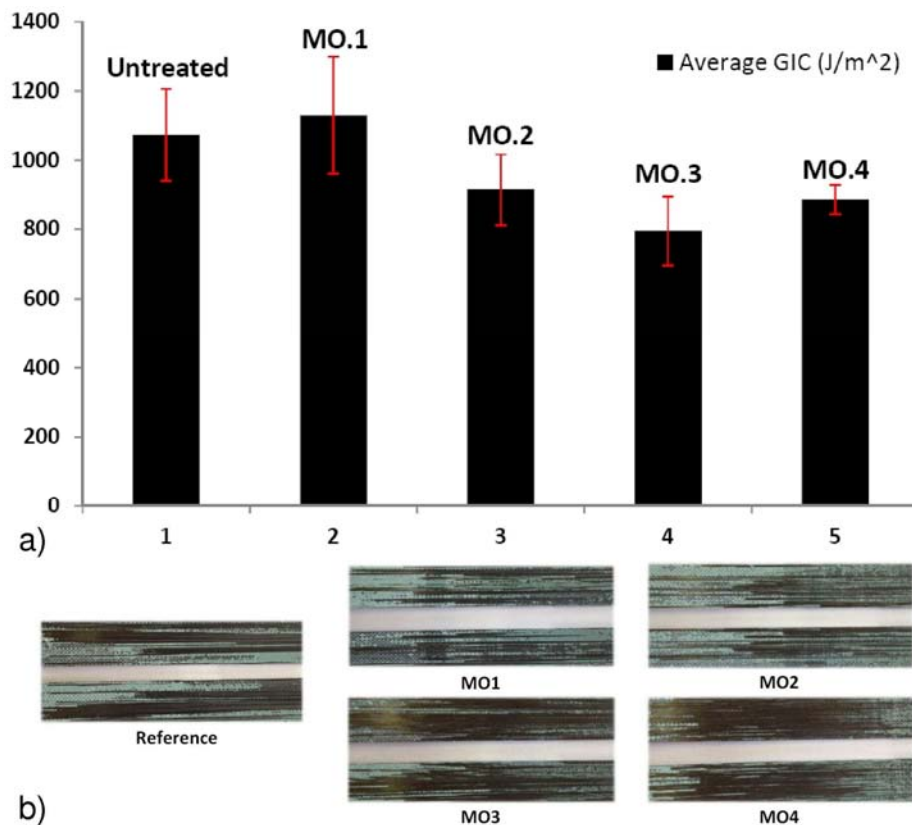 1400
1200
1000
800
600
400
200
0
Untreated
MO.1
MO.2
MO.3
MO.4
Average GIC (J/m^2)
1 2 3 4 5
a)
Reference
MO1
MO2
MO3
MO4
b)